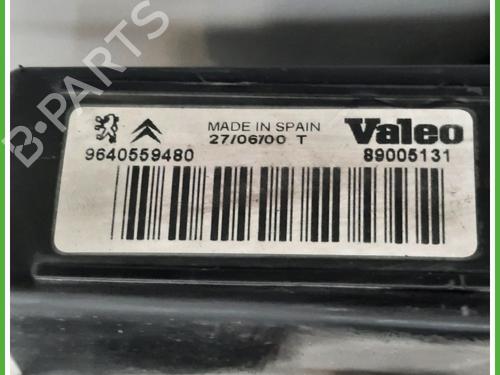 B-PARTS
MADE IN SPAIN
Valeo
9640559480
27/06/00 T
89005131